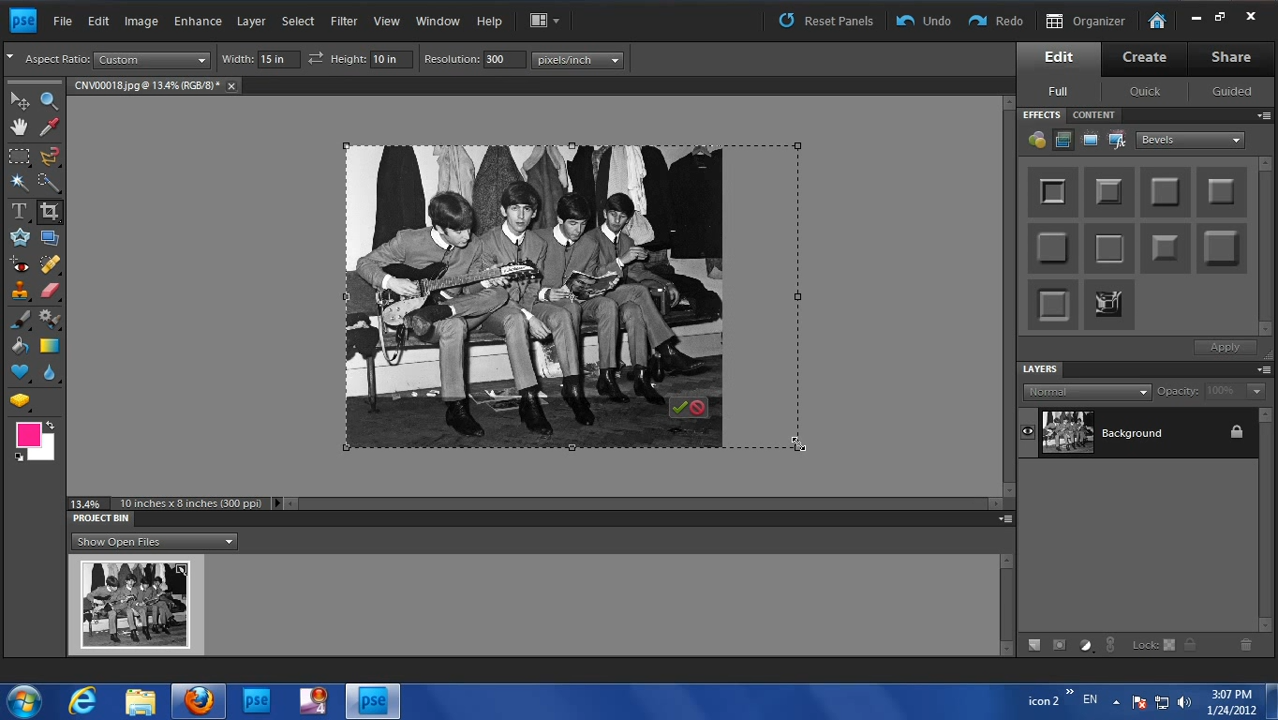 pse File Edit Image Enhance Layer Select Filter View Window Help Reset Panels Undo Redo Organizer
Aspect Ratio: Custom Width: 15 in Height: 10 in Resolution: 300 pixels/inch
Edit Create Share
CNV00018.jpg @ 13.4% (RGB/8) *
Full Quick Guided
EFFECTS CONTENT
Bevels
T
Apply
LAYERS
Normal Opacity: 100%
Background
13.4% 10 inches x 8 inches (300 ppi)
PROJECT BIN
Show Open Files
Lock:
pse 4 pse
icon 2 » EN
3:07 PM
1/24/2012